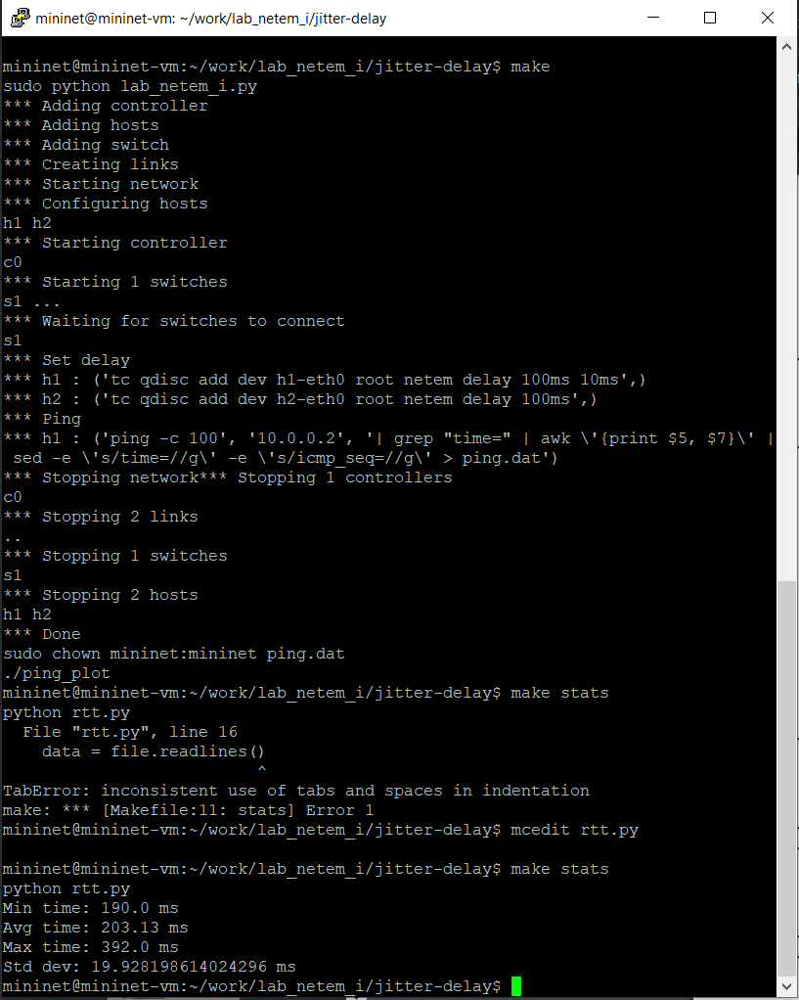 mininet@mininet-vm: ~/work/lab_netem_i/jitter-delay
mininet@mininet-vm:~/work/lab_netem_i/jitter-delay$ make
sudo python lab_netem_i.py
*** Adding controller
*** Adding hosts
*** Adding switch
*** Creating links
*** Starting network
*** Configuring hosts
h1 h2
*** Starting controller
c0
*** Starting 1 switches
s1 ...
*** Waiting for switches to connect
s1
*** Set delay
*** h1 : ('tc qdisc add dev h1-eth0 root netem delay 100ms 10ms',)
*** h2 : ('tc qdisc add dev h2-eth0 root netem delay 100ms',)
*** Ping
*** h1 : ('ping -c 100', '10.0.0.2', '| grep "time=" | awk \'{print $5, $7}\' |
 sed -e \'s/time=//g\' -e \'s/icmp_seq=//g\' > ping.dat')
*** Stopping network*** Stopping 1 controllers
c0
*** Stopping 2 links
..
*** Stopping 1 switches
s1
*** Stopping 2 hosts
h1 h2
*** Done
sudo chown mininet:mininet ping.dat
./ping_plot
mininet@mininet-vm:~/work/lab_netem_i/jitter-delay$ make stats
python rtt.py
  File "rtt.py", line 16
    data = file.readlines()
                          ^
TabError: inconsistent use of tabs and spaces in indentation
make: *** [Makefile:11: stats] Error 1
mininet@mininet-vm:~/work/lab_netem_i/jitter-delay$ mcedit rtt.py
mininet@mininet-vm:~/work/lab_netem_i/jitter-delay$ make stats
python rtt.py
Min time: 190.0 ms
Avg time: 203.13 ms
Max time: 392.0 ms
Std dev: 19.928198614024296 ms
mininet@mininet-vm:~/work/lab_netem_i/jitter-delay$